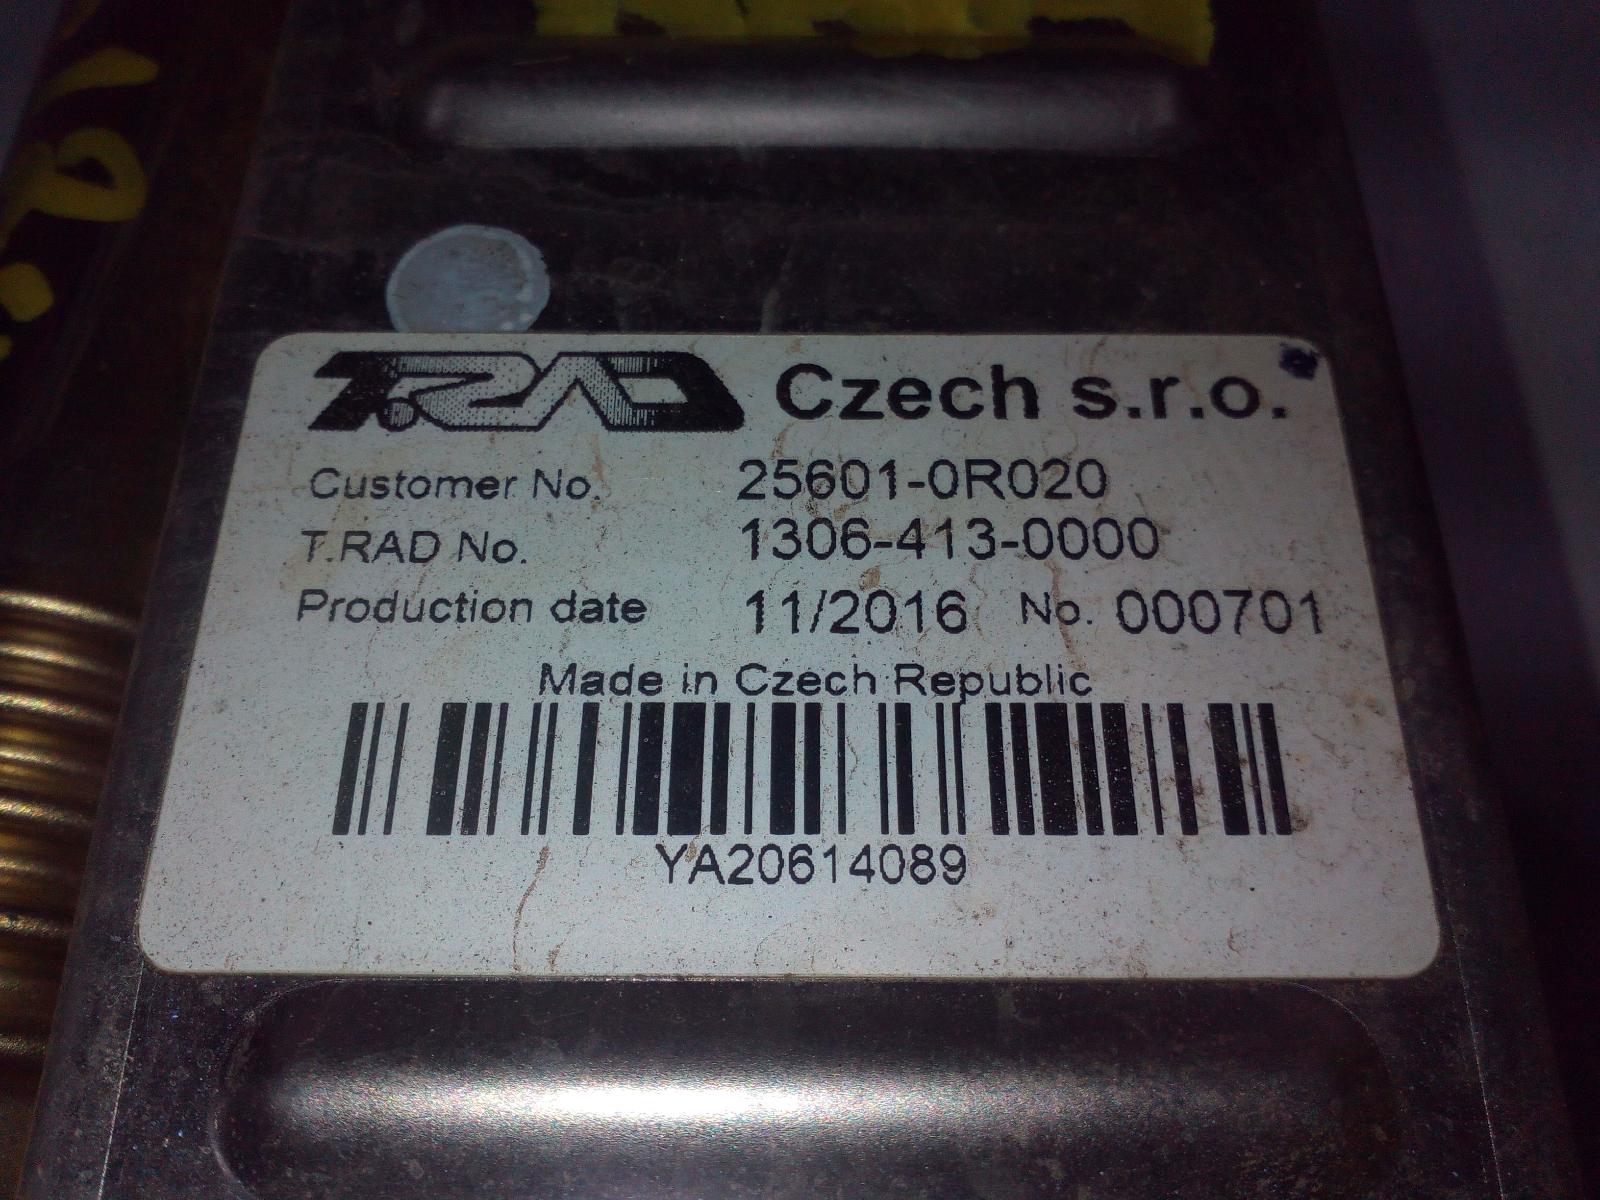 T.RAD Czech s.r.o.
Customer No. 25601-0R020
T.RAD No. 1306-413-0000
Production date 11/2016 No. 000701
Made in Czech Republic
YA20614089